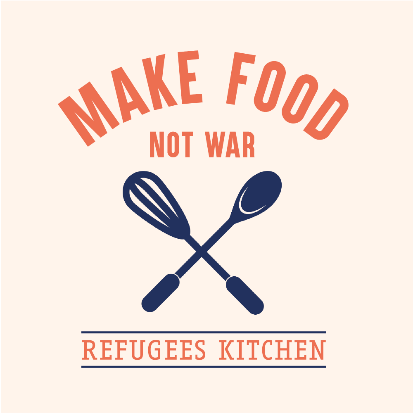 MAKE FOOD
NOT WAR
REFUGEES KITCHEN